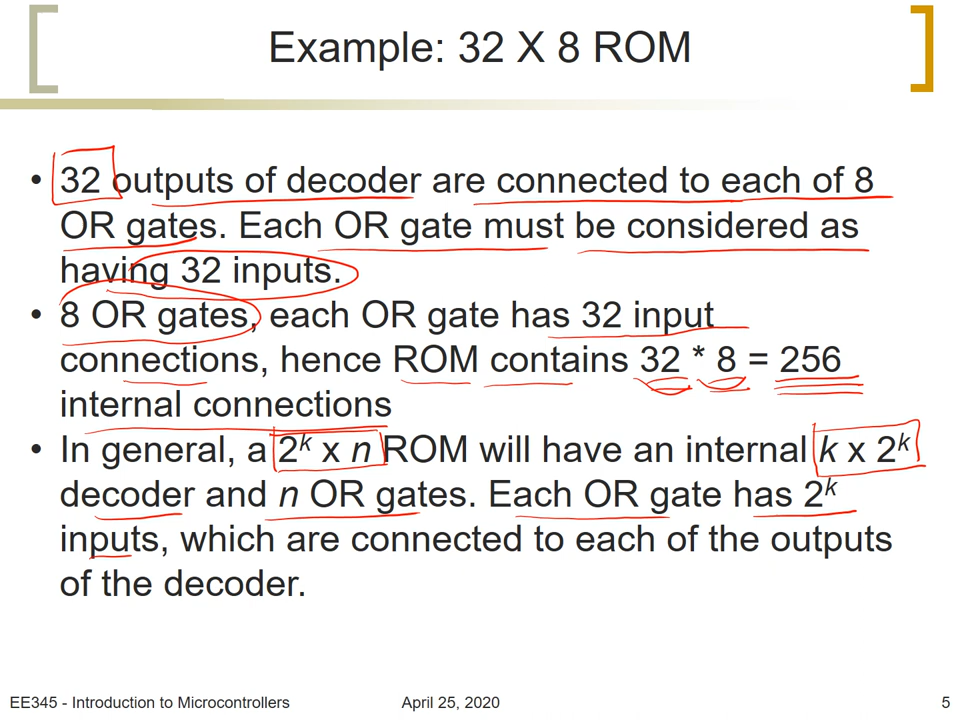 Example: 32 X 8 ROM
• 32 outputs of decoder are connected to each of 8
OR gates. Each OR gate must be considered as
having 32 inputs.
• 8 OR gates, each OR gate has 32 input
connections, hence ROM contains 32 * 8 = 256
internal connections
• In general, a 2ᵏ x n ROM will have an internal k x 2ᵏ
decoder and n OR gates. Each OR gate has 2ᵏ
inputs, which are connected to each of the outputs
of the decoder.
EE345 - Introduction to Microcontrollers April 25, 2020 5